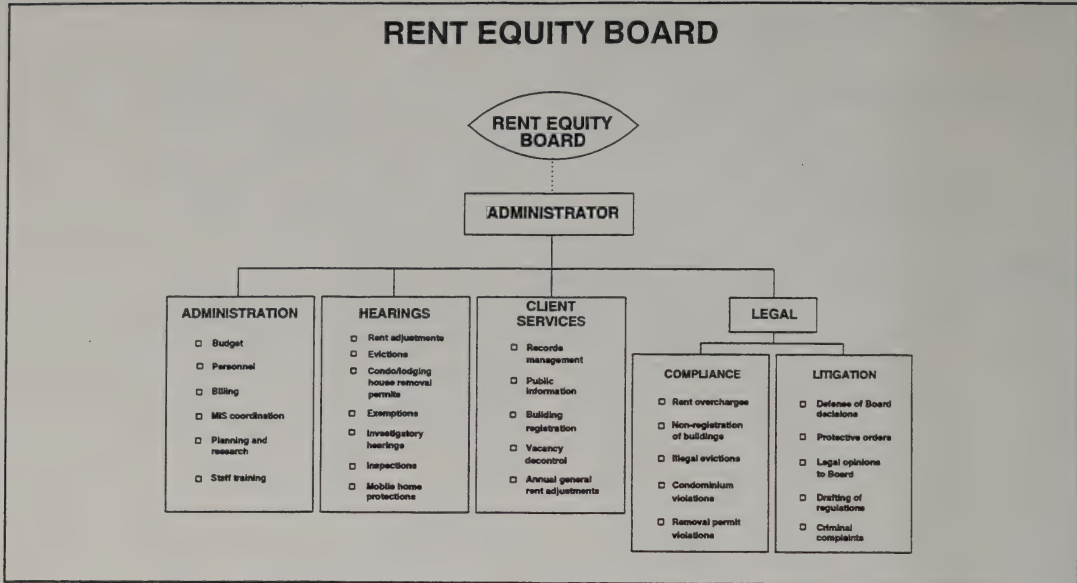 RENT EQUITY BOARD
RENT EQUITY
BOARD
ADMINISTRATOR
ADMINISTRATION
Budget
Personnel
Billing
MIS coordination
Planning and
research
Staff training
HEARINGS
Rent adjustments
Evictions
Condo/lodging
house removal
permits
Exemptions
Investigatory
hearings
Inspections
Mobile home
protections
CLIENT
SERVICES
Records
management
Public
information
Building
registration
Vacancy
decontrol
Annual general
rent adjustments
LEGAL
COMPLIANCE
Rent overcharges
Non-registration
of buildings
Illegal evictions
Condominium
violations
Removal permit
violations
LITIGATION
Defense of Board
decisions
Protective orders
Legal opinions
to Board
Drafting of
regulations
Criminal
complaints